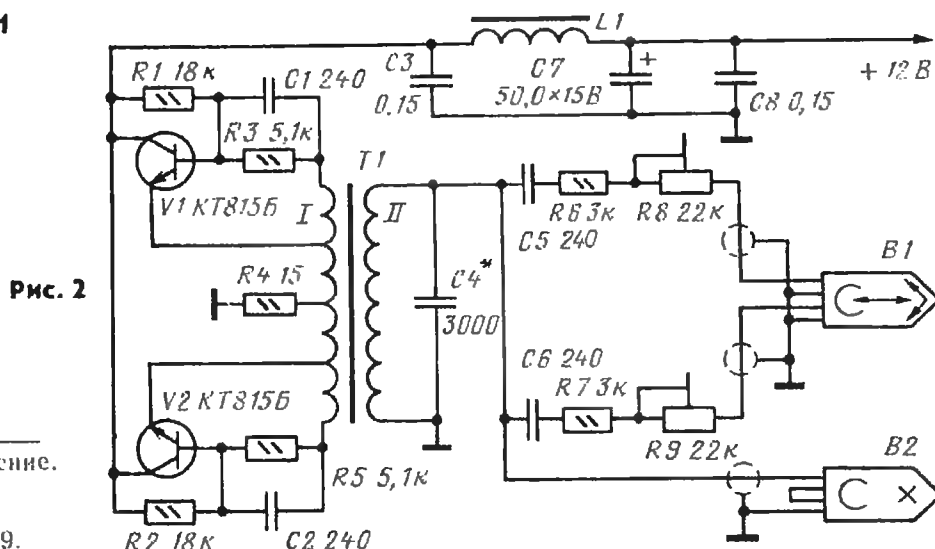 1
L1
R1 18к
C1 240
C3
0,15
C7
50,0×15В
+
+12В
C8 0,15
R3 5,1к
T1
V1 КТ815Б
I
II
R6 3к
R8 22к
C5 240
B1
Рис. 2
R4 15
C4*
3000
C6 240
R7 3к
V2 КТ815Б
R9 22к
B2
ение.
R5 5,1к
R2 18к
C2 240
9.